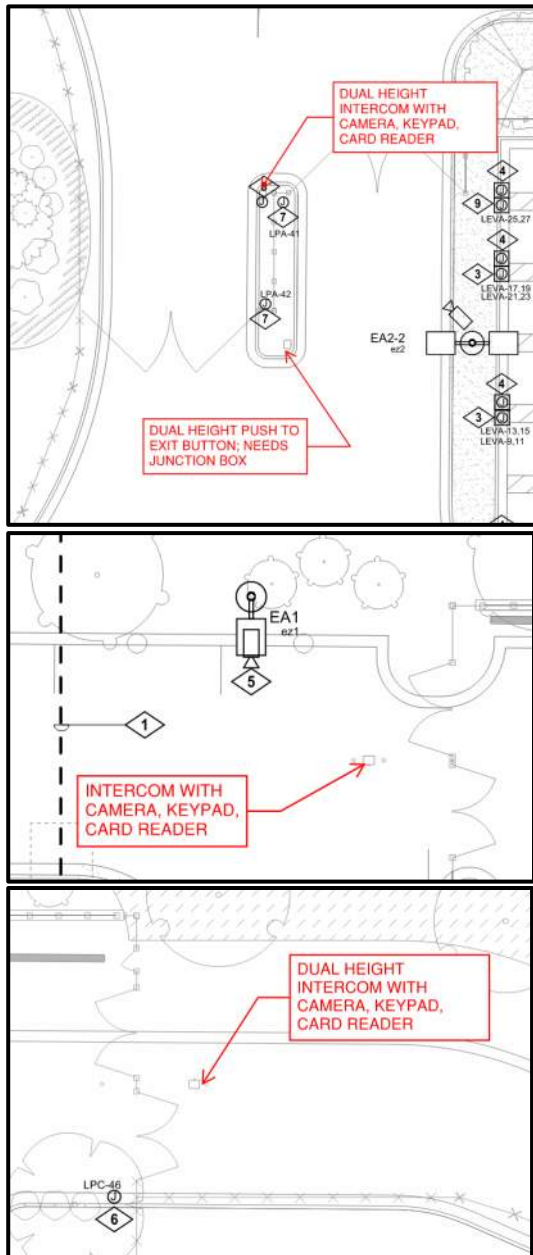 DUAL HEIGHT
INTERCOM WITH
CAMERA, KEYPAD,
CARD READER
4
8
9
7
LEVA-25,27
LPA-41
4
3
LEVA-17,19
LEVA-21,23
LPA-42
7
EA2-2
ez2
4
3
LEVA-13,15
LEVA-9,11
DUAL HEIGHT PUSH TO
EXIT BUTTON; NEEDS
JUNCTION BOX
EA1
ez1
5
1
INTERCOM WITH
CAMERA, KEYPAD,
CARD READER
DUAL HEIGHT
INTERCOM WITH
CAMERA, KEYPAD,
CARD READER
LPC-46
J
6